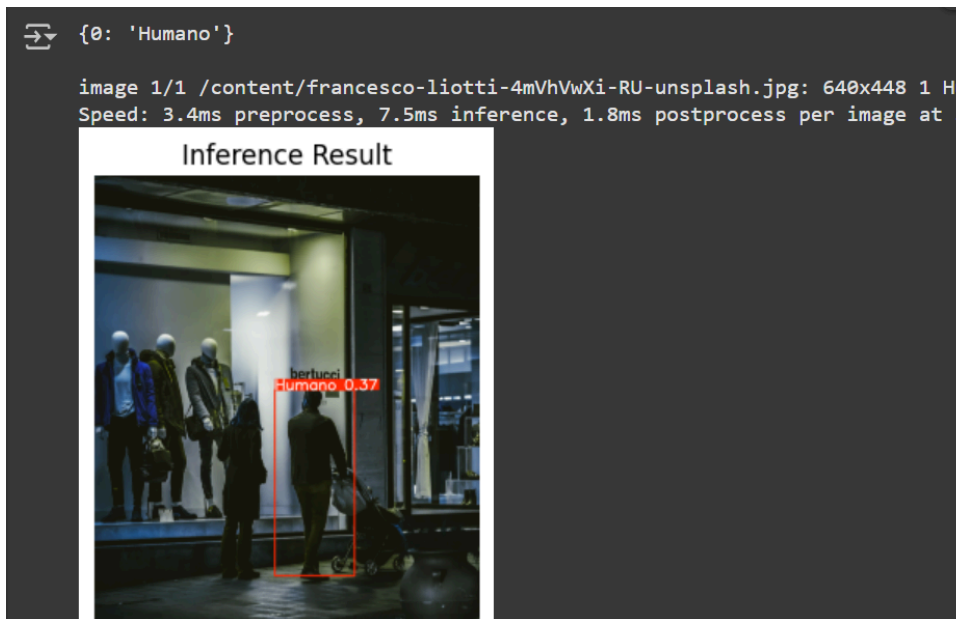 {0: 'Humano'}
image 1/1 /content/francesco-liotti-4mVhVwXi-RU-unsplash.jpg: 640x448 1 H
Speed: 3.4ms preprocess, 7.5ms inference, 1.8ms postprocess per image at
Inference Result
bertucci
Humano 0.37